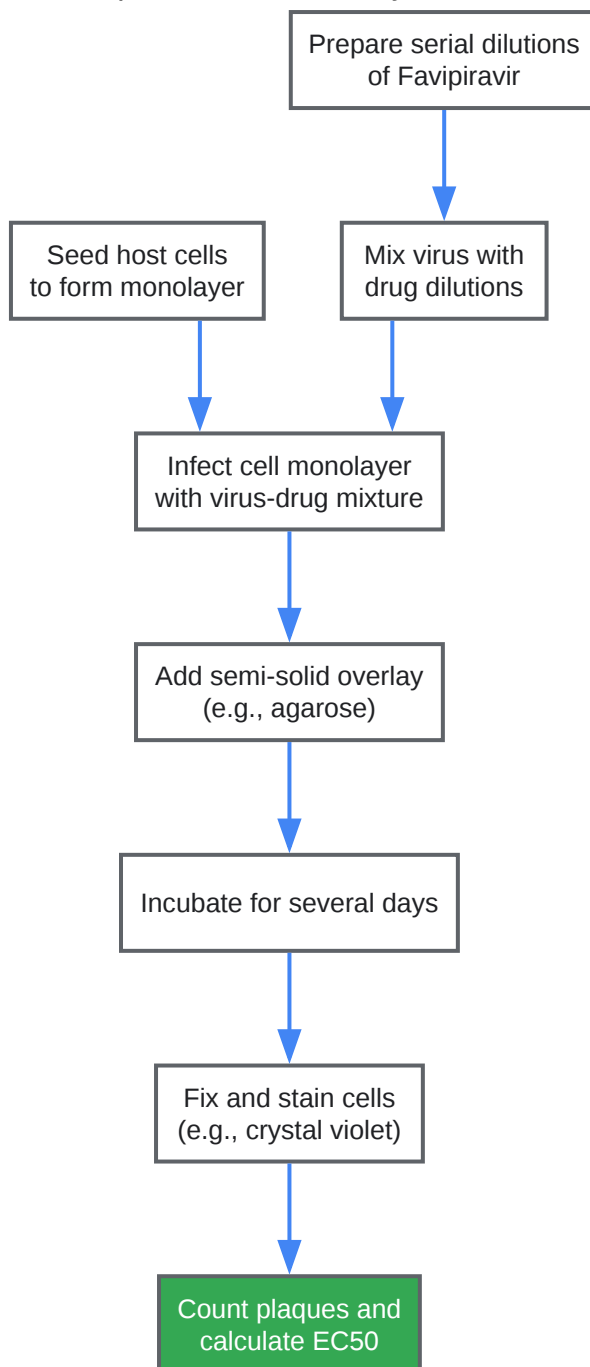 Prepare serial dilutions
of Favipiravir
Seed host cells
to form monolayer
Mix virus with
drug dilutions
Infect cell monolayer
with virus-drug mixture
Add semi-solid overlay
(e.g., agarose)
Incubate for several days
Fix and stain cells
(e.g., crystal violet)
Count plaques and
calculate EC50